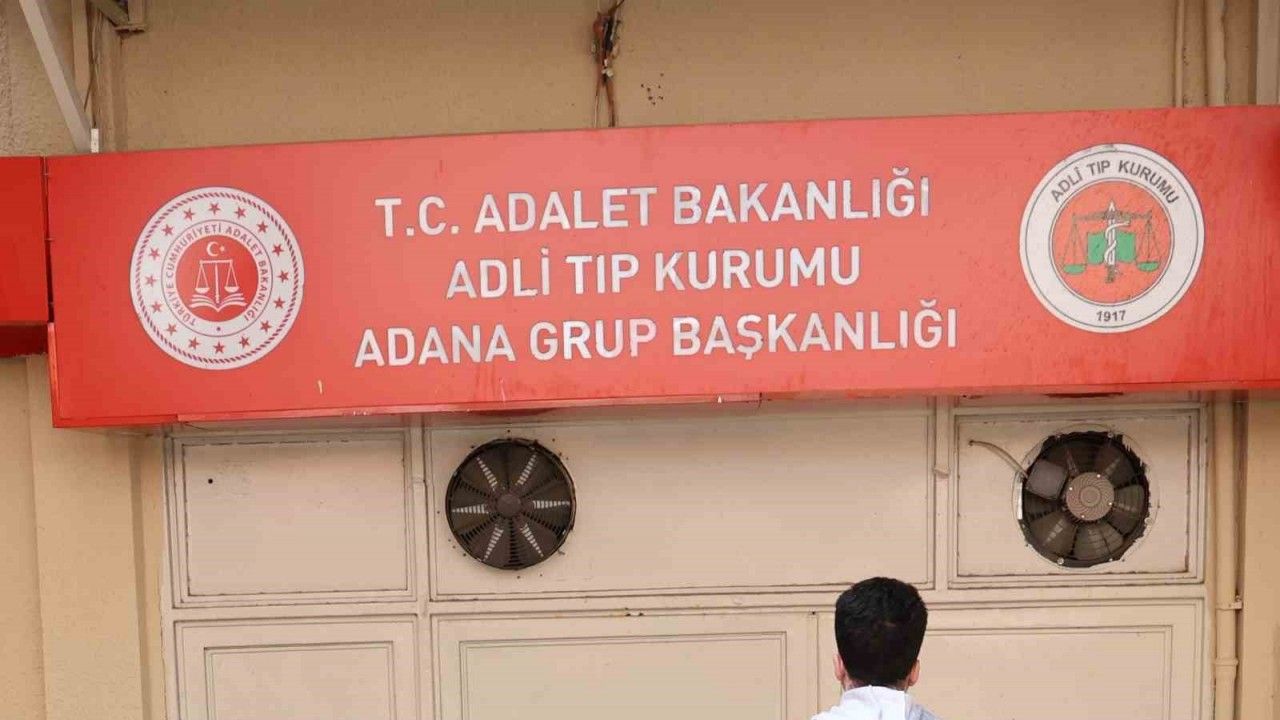 T.C. ADALET BAKANLIĞI
ADLİ TIP KURUMU
ADANA GRUP BAŞKANLIĞI
TÜRKİYE CUMHURİYETİ ADALET BAKANLIĞI
ADLİ TIP KURUMU
1917